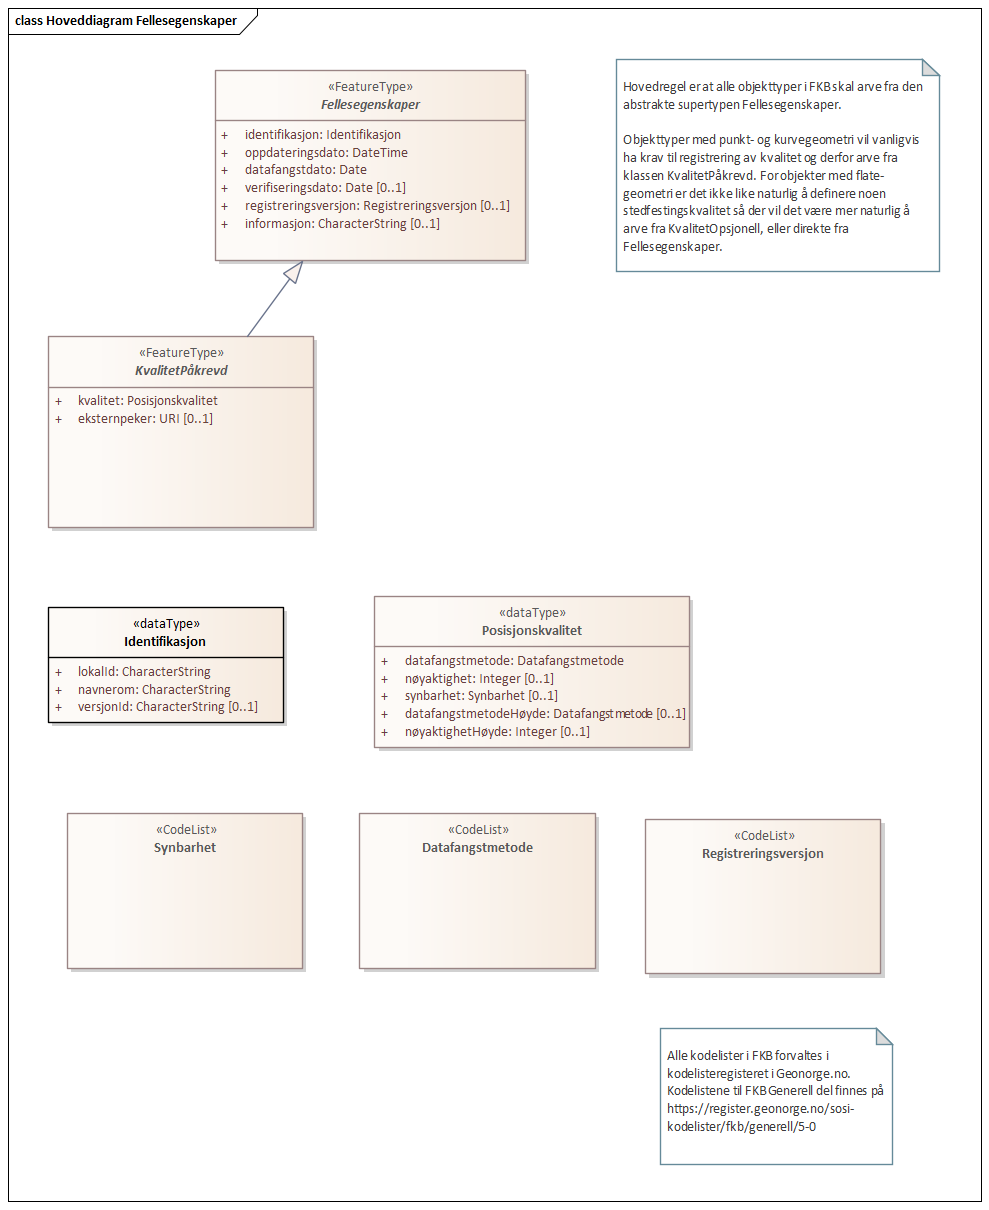 class Hoveddiagram Fellesegenskaper
«FeatureType»
Fellesegenskaper
+ identifikasjon: Identifikasjon
+ oppdateringsdato: DateTime
+ datafangstdato: Date
+ verifiseringsdato: Date [0..1]
+ registreringsversjon: Registreringsversjon [0..1]
+ informasjon: CharacterString [0..1]
Hovedregel er at alle objekttyper i FKB skal arve fra den
abstrakte supertypen Fellesegenskaper.
Objekttyper med punkt- og kurvegeometri vil vanligvis
ha krav til registrering av kvalitet og derfor arve fra
klassen KvalitetPåkrevd. For objekter med flate-
geometri er det ikke like naturlig å definere noen
stedfestingskvalitet så der vil det være mer naturlig å
arve fra KvalitetOpsjonell, eller direkte fra
Fellesegenskaper.
«FeatureType»
KvalitetPåkrevd
+ kvalitet: Posisjonskvalitet
+ eksternpeker: URI [0..1]
«dataType»
Identifikasjon
+ lokalId: CharacterString
+ navnerom: CharacterString
+ versjonId: CharacterString [0..1]
«dataType»
Posisjonskvalitet
+ datafangstmetode: Datafangstmetode
+ nøyaktighet: Integer [0..1]
+ synbarhet: Synbarhet [0..1]
+ datafangstmetodeHøyde: Datafangstmetode [0..1]
+ nøyaktighetHøyde: Integer [0..1]
«CodeList»
Synbarhet
«CodeList»
Datafangstmetode
«CodeList»
Registreringsversjon
Alle kodelister i FKB forvaltes i
kodelisteregisteret i Geonorge.no.
Kodelistene til FKB Generell del finnes på
https://register.geonorge.no/sosi-
kodelister/fkb/generell/5-0